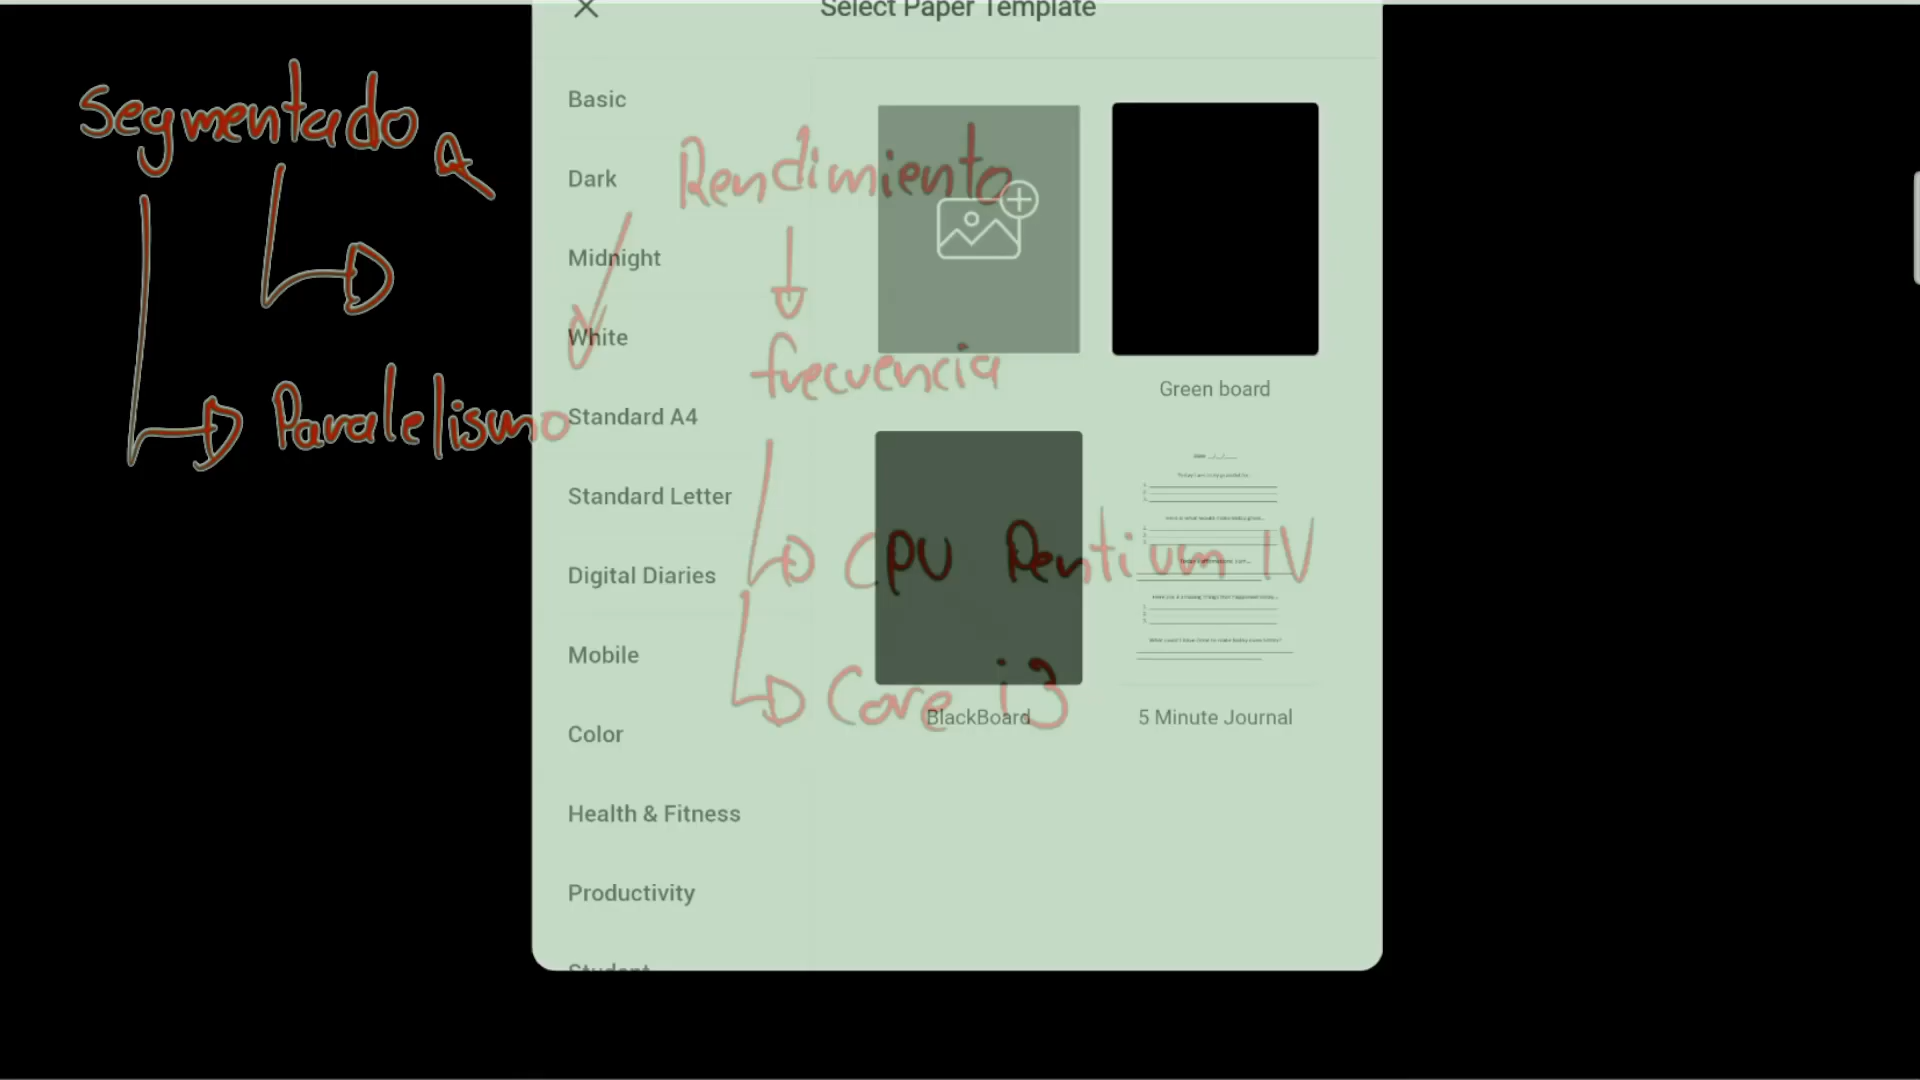 Select Paper Template
Basic
Dark
Midnight
White
Standard A4
Standard Letter
Digital Diaries
Mobile
Color
Health & Fitness
Productivity
Student
Green board
BlackBoard
5 Minute Journal
Segmentado
Paralelismo
Rendimiento
frecuencia
CPU Pentium IV
Core i3